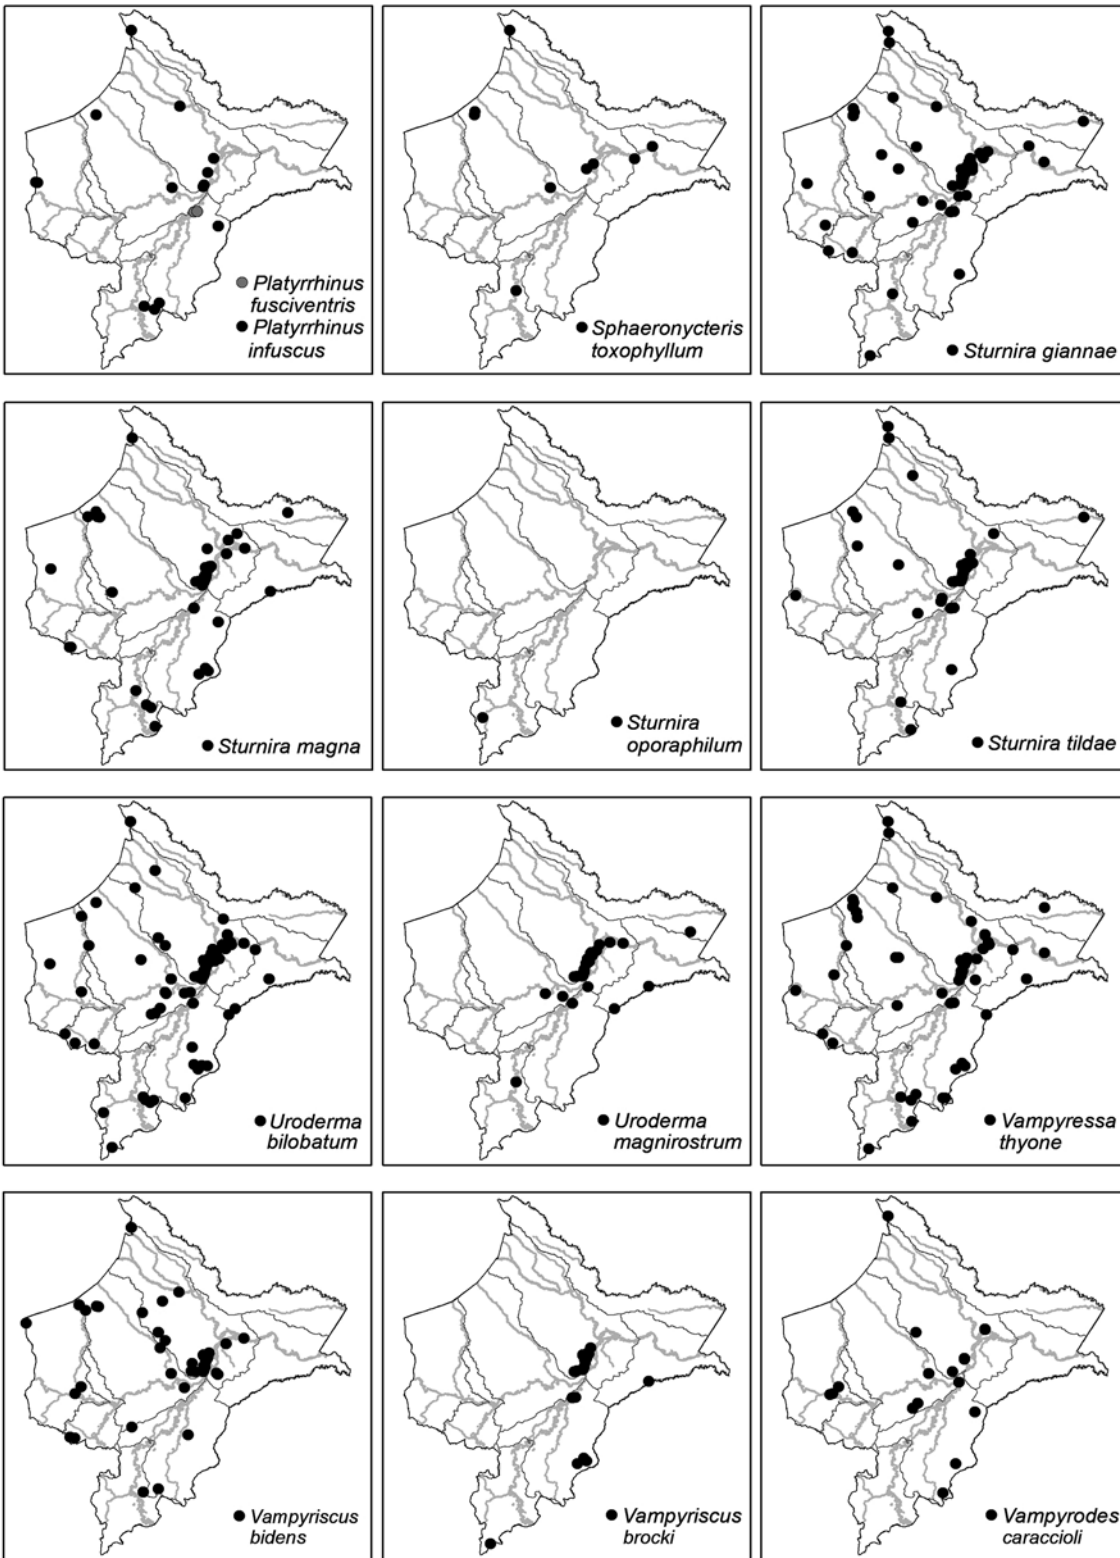 Platyrrhinus
fusciventris
Platyrrhinus
infuscus
Sphaeronycteris
toxophyllum
Sturnira giannae
Sturnira magna
Sturnira
oporaphilum
Sturnira tildae
Uroderma
bilobatum
Uroderma
magnirostrum
Vampyressa
thyone
Vampyriscus
bidens
Vampyriscus
brocki
Vampyrodes
caraccioli